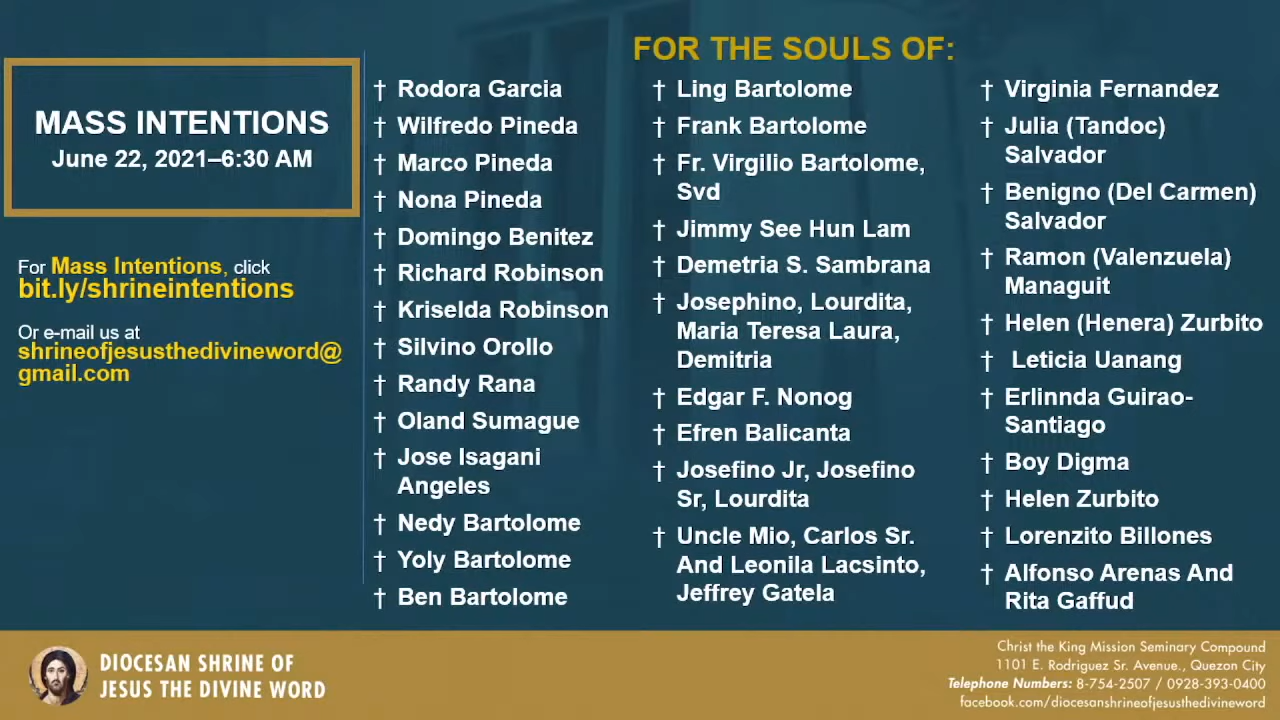 MASS INTENTIONS
June 22, 2021–6:30 AM
For Mass Intentions, click
bit.ly/shrineintentions
Or e-mail us at
shrineofjesusthedivineword@
gmail.com
FOR THE SOULS OF:
† Rodora Garcia
† Wilfredo Pineda
† Marco Pineda
† Nona Pineda
† Domingo Benitez
† Richard Robinson
† Kriselda Robinson
† Silvino Orollo
† Randy Rana
† Oland Sumague
† Jose Isagani
Angeles
† Nedy Bartolome
† Yoly Bartolome
† Ben Bartolome
† Ling Bartolome
† Frank Bartolome
† Fr. Virgilio Bartolome,
Svd
† Jimmy See Hun Lam
† Demetria S. Sambrana
† Josephino, Lourdita,
Maria Teresa Laura,
Demitria
† Edgar F. Nonog
† Efren Balicanta
† Josefino Jr, Josefino
Sr, Lourdita
† Uncle Mio, Carlos Sr.
And Leonila Lacsinto,
Jeffrey Gatela
† Virginia Fernandez
† Julia (Tandoc)
Salvador
† Benigno (Del Carmen)
Salvador
† Ramon (Valenzuela)
Managuit
† Helen (Henera) Zurbito
† Leticia Uanang
† Erlinnda Guirao-
Santiago
† Boy Digma
† Helen Zurbito
† Lorenzito Billones
† Alfonso Arenas And
Rita Gaffud
DIOCESAN SHRINE OF
JESUS THE DIVINE WORD
Christ the King Mission Seminary Compound
1101 E. Rodriguez Sr. Avenue., Quezon City
Telephone Numbers: 8-754-2507 / 0928-393-0400
facebook.com/diocesanshrineofjesusthedivineword